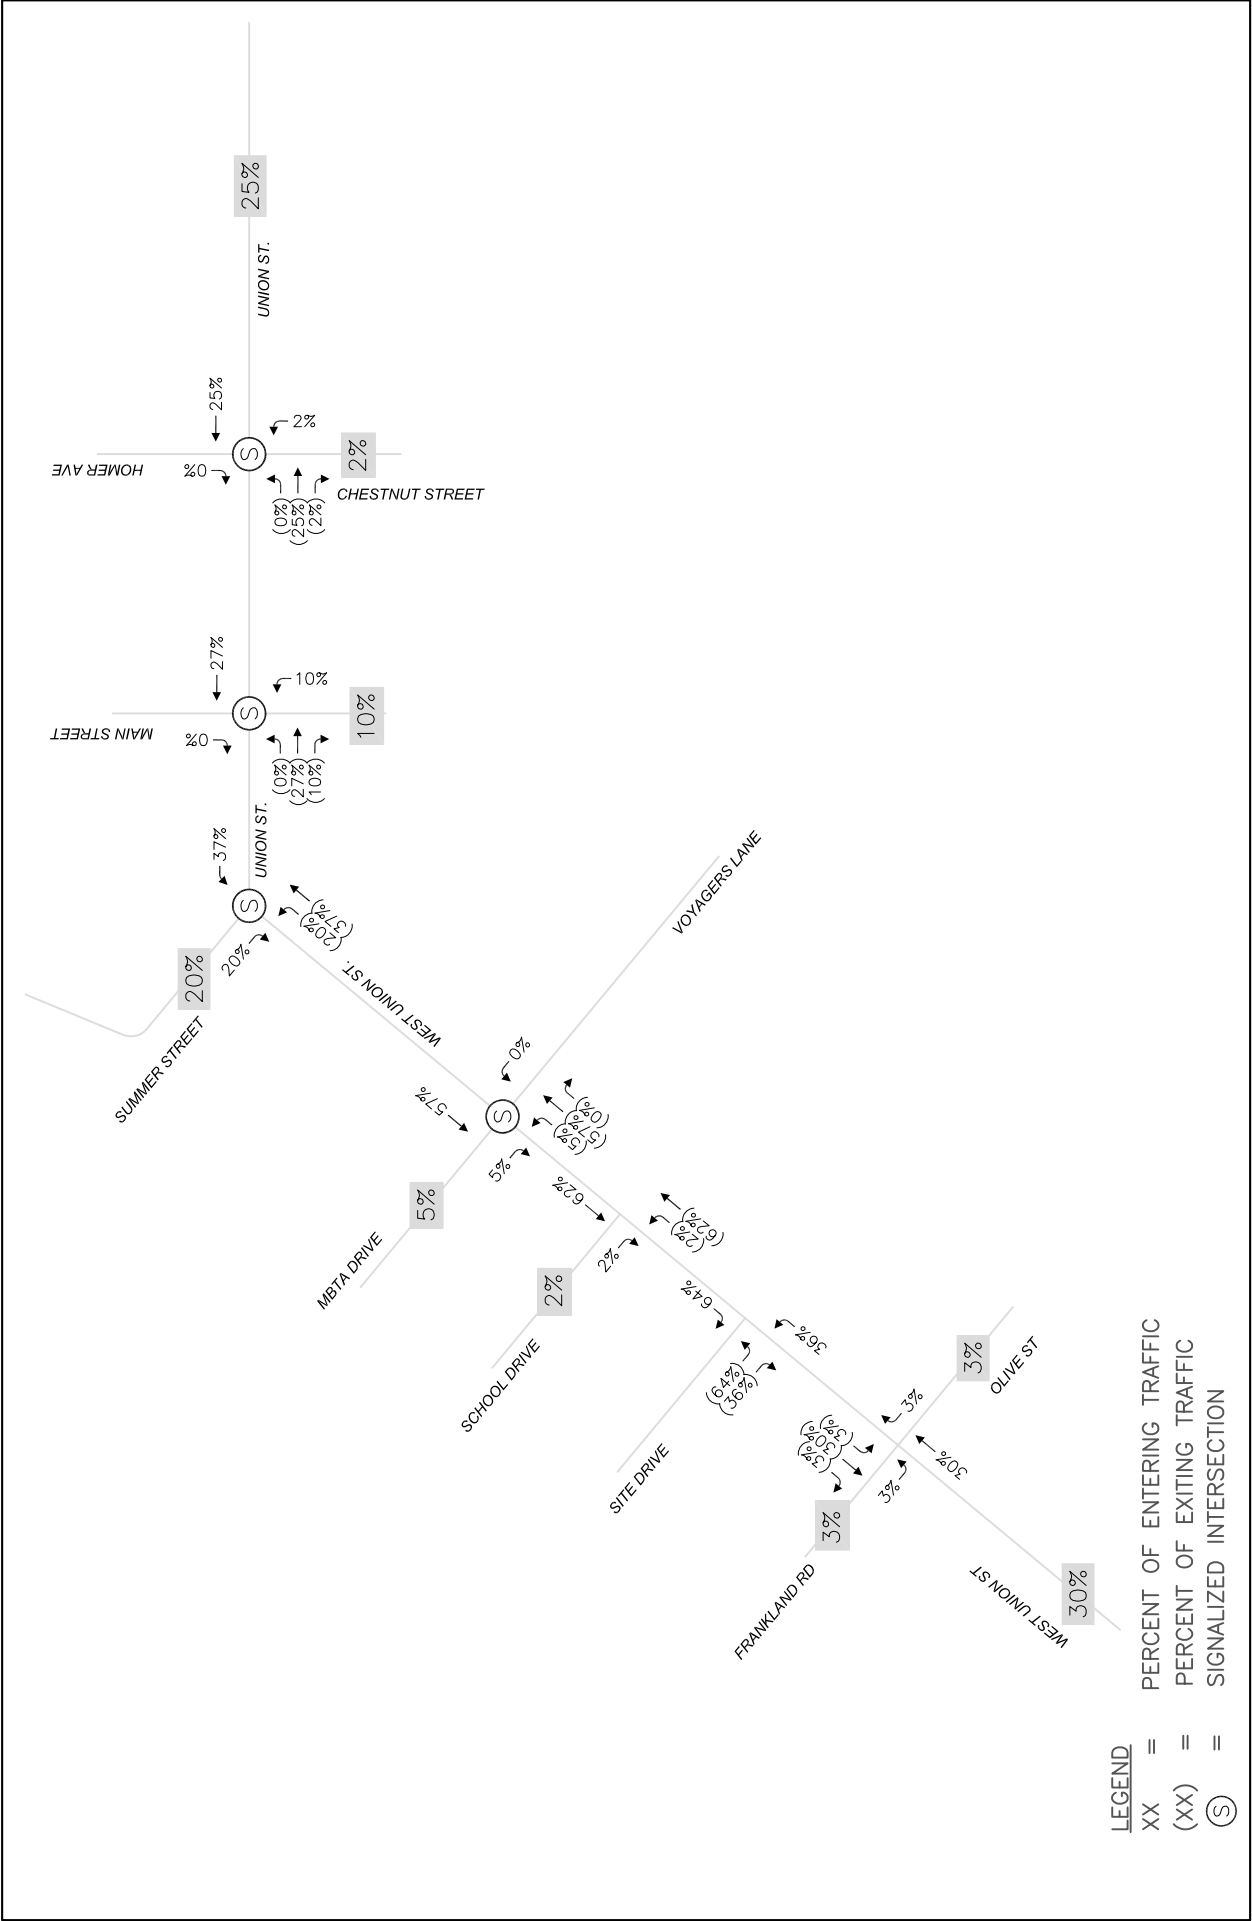 25%
UNION ST.
25%
HOMER AVE
0%
S
2%
2%
(0%)
(25%)
(2%)
CHESTNUT STREET
27%
MAIN STREET
0%
S
10%
10%
(0%)
(27%)
(10%)
37%
UNION ST.
S
20%
20%
(20%)
(37%)
SUMMER STREET
WEST UNION ST.
VOYAGERS LANE
57%
0%
S
5%
5%
(5%)
(57%)
(0%)
MBTA DRIVE
62%
2%
2%
(2%)
(62%)
SCHOOL DRIVE
64%
36%
(64%)
(36%)
SITE DRIVE
3%
OLIVE ST
3%
(3%)
(30%)
(3%)
3%
3%
30%
FRANKLAND RD
WEST UNION ST
30%
LEGEND
XX = PERCENT OF ENTERING TRAFFIC
(XX) = PERCENT OF EXITING TRAFFIC
S = SIGNALIZED INTERSECTION